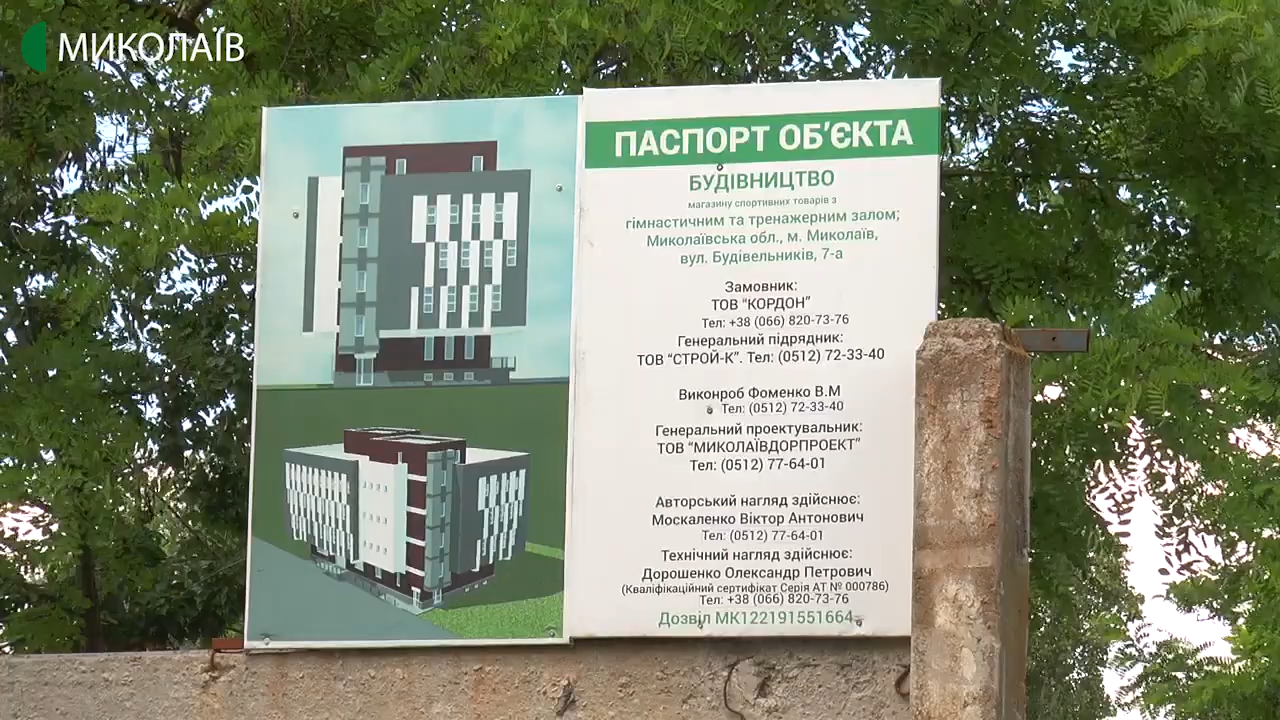 МИКОЛАЇВ
ПАСПОРТ ОБ’ЄКТА
БУДІВНИЦТВО
магазину спортивних товарів з
гімнастичним та тренажерним залом;
Миколаївська обл., м. Миколаїв,
вул. Будівельників, 7-а
Замовник:
ТОВ “КОРДОН”
Тел: +38 (066) 820-73-76
Генеральний підрядник:
ТОВ “СТРОЙ-К”. Тел: (0512) 72-33-40
Виконроб Фоменко В.М
Тел: (0512) 72-33-40
Генеральний проектувальник:
ТОВ “МИКОЛАЇВДОРПРОЕКТ”
Тел: (0512) 77-64-01
Авторський нагляд здійснює:
Москаленко Віктор Антонович
Тел: (0512) 77-64-01
Технічний нагляд здійснює:
Дорошенко Олександр Петрович
(Кваліфікаційний сертифікат Серія АТ № 000786)
Тел: +38 (066) 820-73-76
Дозвіл МК122191551664